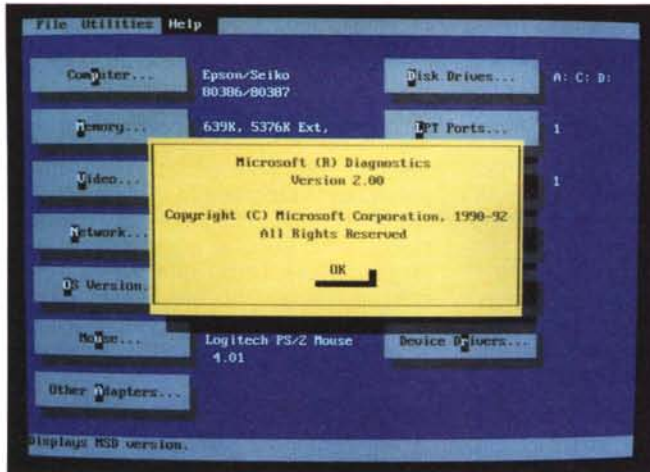 File Utilities Help
Computer... Epson/Seiko Disk Drives... A: C: D:
80386/80387
Memory... 639K, 5376K Ext, LPT Ports... 1
Microsoft (R) Diagnostics
Version 2.00
Video... 1
Copyright (C) Microsoft Corporation, 1990-92
All Rights Reserved
Network...
OK
OS Version.
Mouse... Logitech PS/2 Mouse Device Drivers...
4.01
Other Adapters...
Displays MSD version.